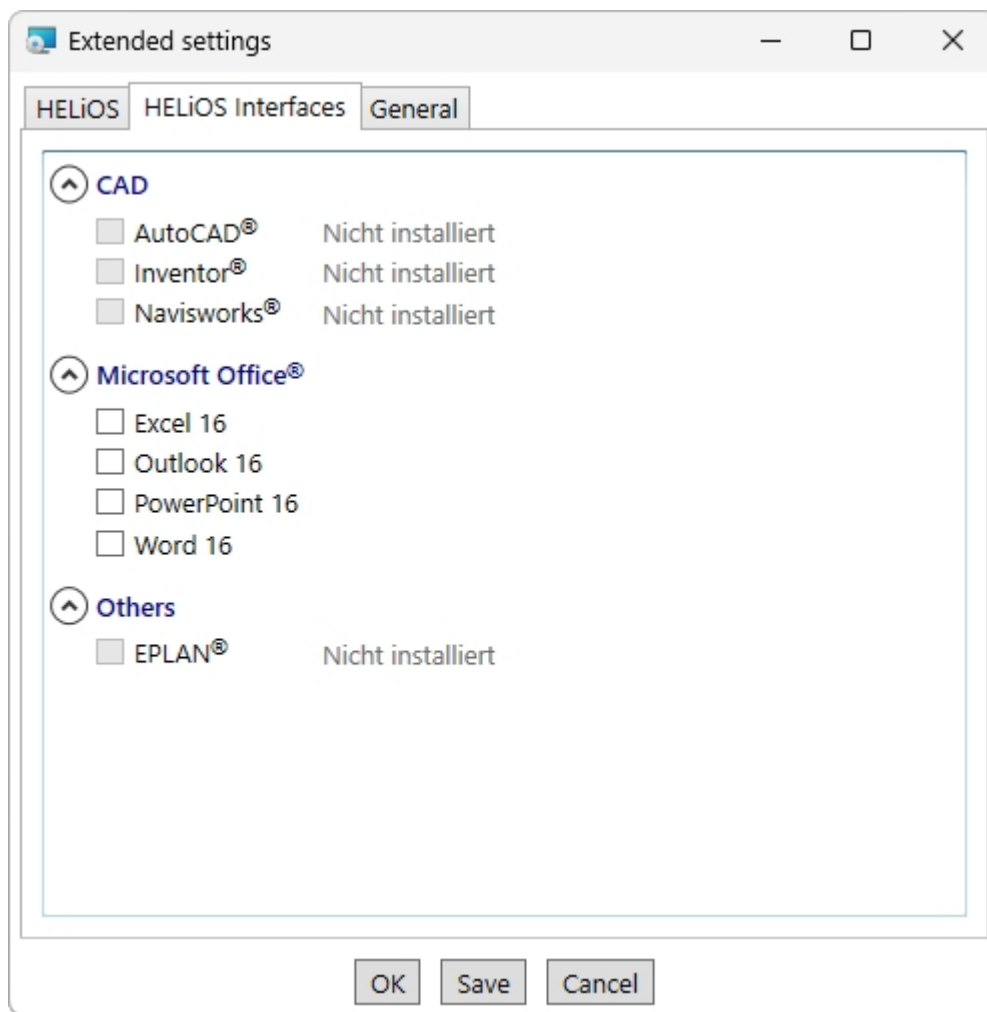 Extended settings
HELiOS HELiOS Interfaces General
CAD
AutoCAD® Nicht installiert
Inventor® Nicht installiert
Navisworks® Nicht installiert
Microsoft Office®
Excel 16
Outlook 16
PowerPoint 16
Word 16
Others
EPLAN® Nicht installiert
OK Save Cancel